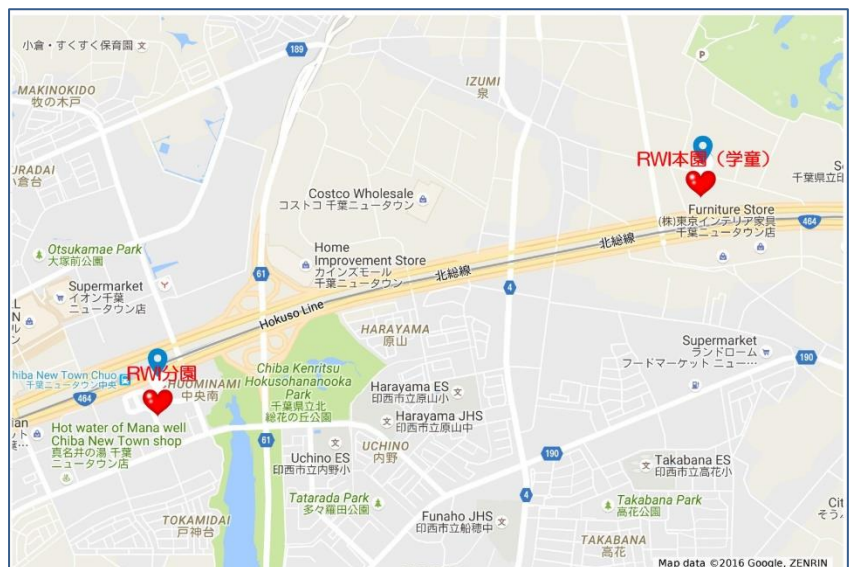 小倉・すくすく保育園
189
MAKINOKIDO
牧の木戸
IZUMI
泉
P
RWI本園（学童）
URADAI
小倉台
Costco Wholesale
コストコ 千葉ニュータウン
千葉県立印
Furniture Store
(株)東京インテリア家具
千葉ニュータウン店
464
Otsukamae Park
大塚前公園
61
Home
Improvement Store
カインズモール
千葉ニュータウン
北総線
北総線
Supermarket
イオン千葉
ニュータウン店
Hokuso Line
4
HARAYAMA
原山
Supermarket
ランドローム
フードマーケット ニュー…
190
Chiba New Town Chuo
千葉ニュータウン中央
RWI分園
CHUOMINAMI
中央南
464
Chiba Kenritsu
Hokusohananooka
Park
千葉県立北
総花の丘公園
Harayama ES
印西市立原山小
Harayama JHS
印西市立原山中
Hot water of Mana well
Chiba New Town shop
真名井の湯 千葉
ニュータウン店
61
UCHINO
内野
Uchino ES
印西市立内野小
190
Takabana ES
印西市立高花小
Tatarada Park
多々羅田公園
4
Takabana Park
高花公園
TOKAMIDAI
戸神台
Funaho JHS
印西市立船穂中
TAKABANA
高花
Map data ©2016 Google, ZENRIN